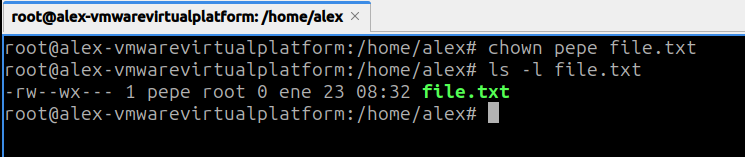 root@alex-vmwarevirtualplatform: /home/alex ×
root@alex-vmwarevirtualplatform:/home/alex# chown pepe file.txt
root@alex-vmwarevirtualplatform:/home/alex# ls -l file.txt
-rw--wx--- 1 pepe root 0 ene 23 08:32 file.txt
root@alex-vmwarevirtualplatform:/home/alex#